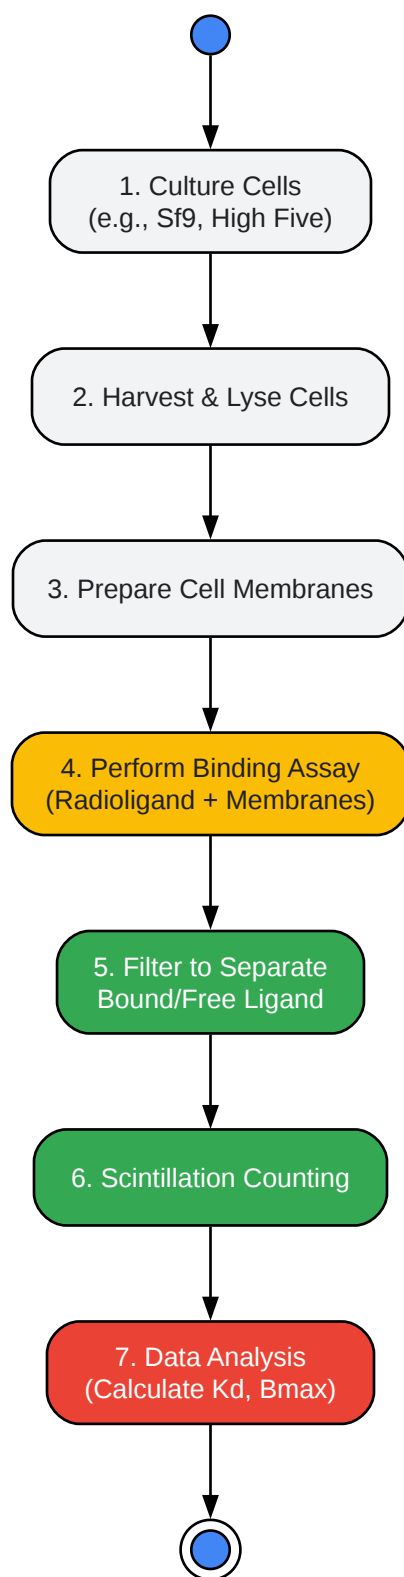 1. Culture Cells
(e.g., Sf9, High Five)
2. Harvest & Lyse Cells
3. Prepare Cell Membranes
4. Perform Binding Assay
(Radioligand + Membranes)
5. Filter to Separate
Bound/Free Ligand
6. Scintillation Counting
7. Data Analysis
(Calculate Kd, Bmax)